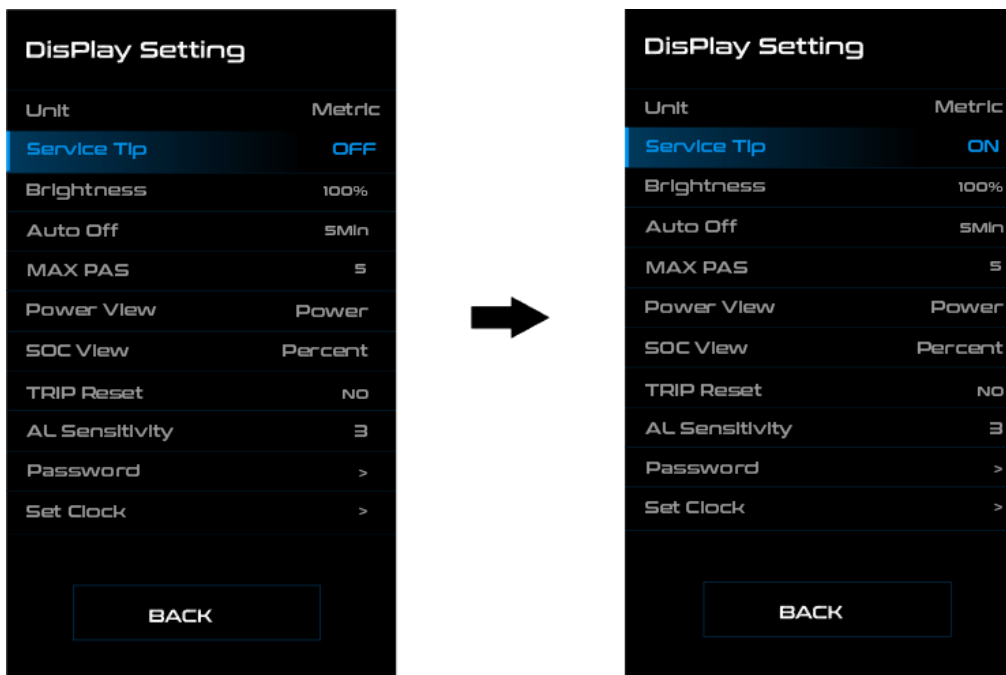 DisPlay Setting
Unit Metric
Service Tip OFF
Brightness 100%
Auto Off 5Min
MAX PAS 5
Power View Power
SOC View Percent
TRIP Reset NO
AL Sensitivity 3
Password >
Set Clock >
BACK
DisPlay Setting
Unit Metric
Service Tip ON
Brightness 100%
Auto Off 5Min
MAX PAS 5
Power View Power
SOC View Percent
TRIP Reset NO
AL Sensitivity 3
Password >
Set Clock >
BACK